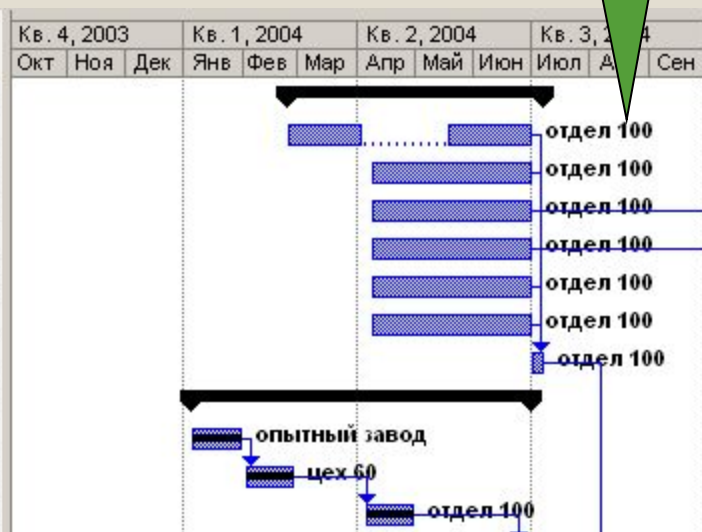 Кв. 4, 2003 Кв. 1, 2004 Кв. 2, 2004 Кв. 3, 4
Окт Ноя Дек Янв Фев Мар Апр Май Июн Июл А Сен
отдел 100
отдел 100
отдел 100
отдел 100
отдел 100
отдел 100
отдел 100
опытный завод
цех 60
отдел 100